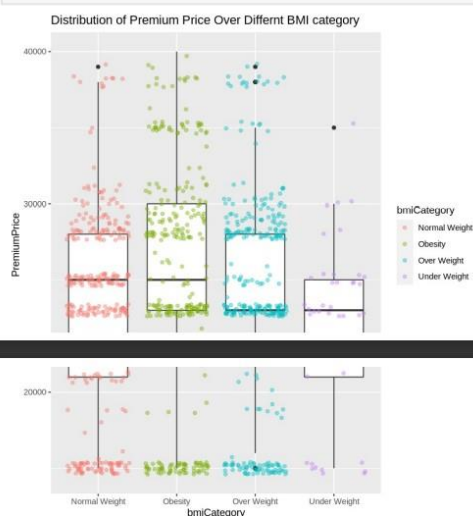 Distribution of Premium Price Over Differnt BMI category
40000
30000
PremiumPrice
bmiCategory
Normal Weight
Obesity
Over Weight
Under Weight
20000
Normal Weight Obesity Over Weight Under Weight
bmiCategory